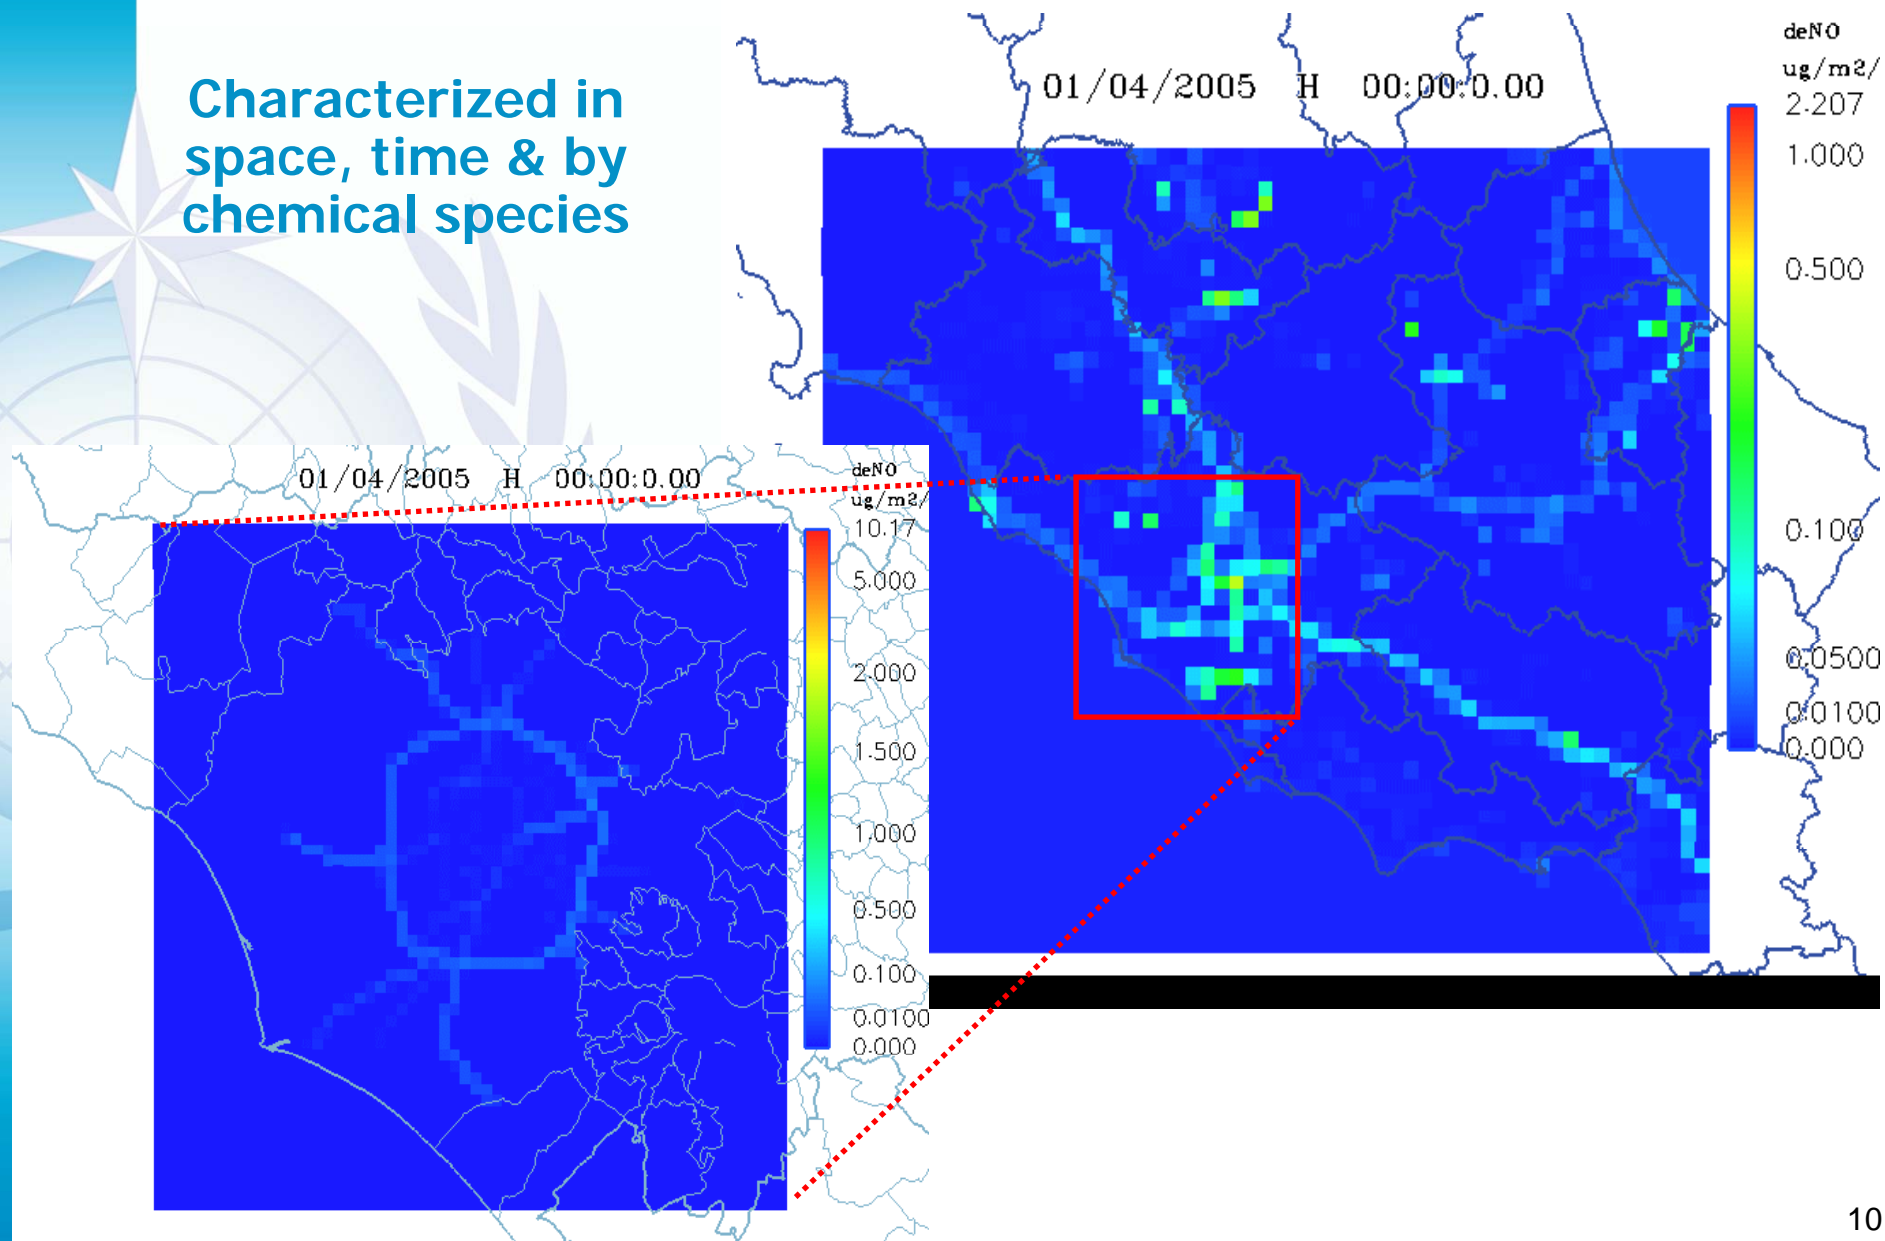 Characterized in
space, time & by
chemical species
01/04/2005 H 00:00:0.00
deNO
ug/m2/
2.207
1.000
0.500
0.100
0.0500
0.0100
0.000
01/04/2005 H 00:00:0.00
deNO
ug/m2/
10.17
5.000
2.000
1.500
1.000
0.500
0.100
0.0100
0.000
10